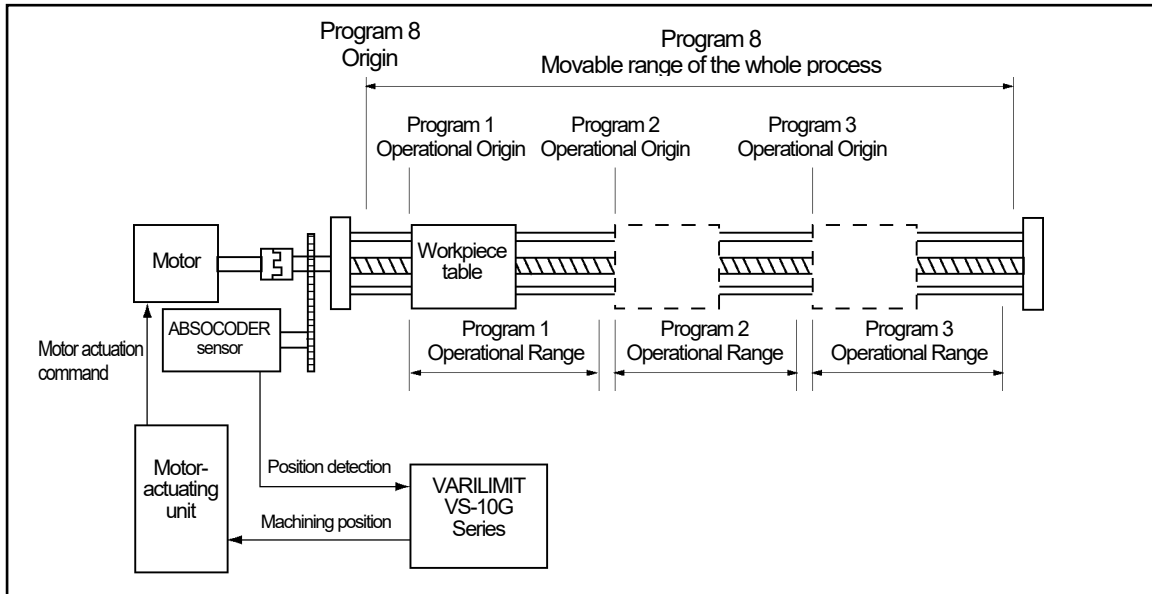 Program 8
Origin
Program 8
Movable range of the whole process
Program 1
Operational Origin
Program 2
Operational Origin
Program 3
Operational Origin
Motor
Workpiece
table
ABSOCODER
sensor
Motor actuation
command
Program 1
Operational Range
Program 2
Operational Range
Program 3
Operational Range
Motor-
actuating
unit
Position detection
Machining position
VARILIMIT
VS-10G
Series